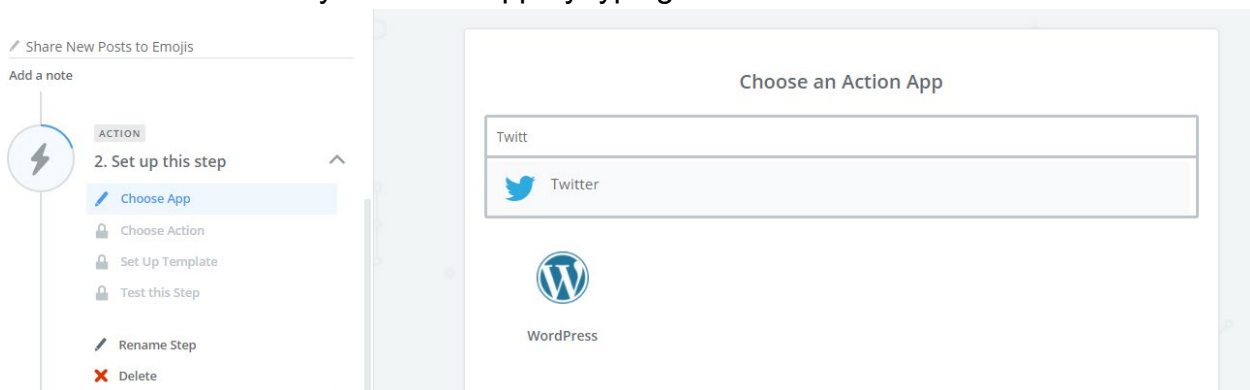 Share New Posts to Emojis
Add a note
ACTION
2. Set up this step
Choose App
Choose Action
Set Up Template
Test this Step
Rename Step
Delete
Choose an Action App
Twitt
Twitter
WordPress